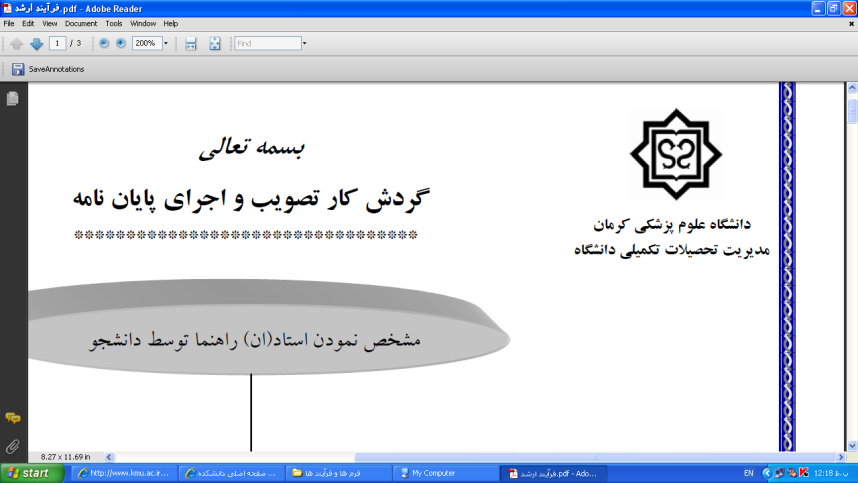 فرآیند ارشد.pdf - Adobe Reader
File Edit View Document Tools Window Help
1 / 3 200% Find
SaveAnnotations
بسمه تعالی
گردش کار تصویب و اجرای پایان نامه
دانشگاه علوم پزشکی کرمان
مدیریت تحصیلات تکمیلی دانشگاه
مشخص نمودن استاد(ان) راهنما توسط دانشجو
8.27 x 11.69 in
start http://www.kmu.ac.ir... صفحه اصلی دانشکده ... فرم ها و فرآیند ها My Computer فرآیند ارشد.pdf - Ado... EN 12:18 ب.ظ